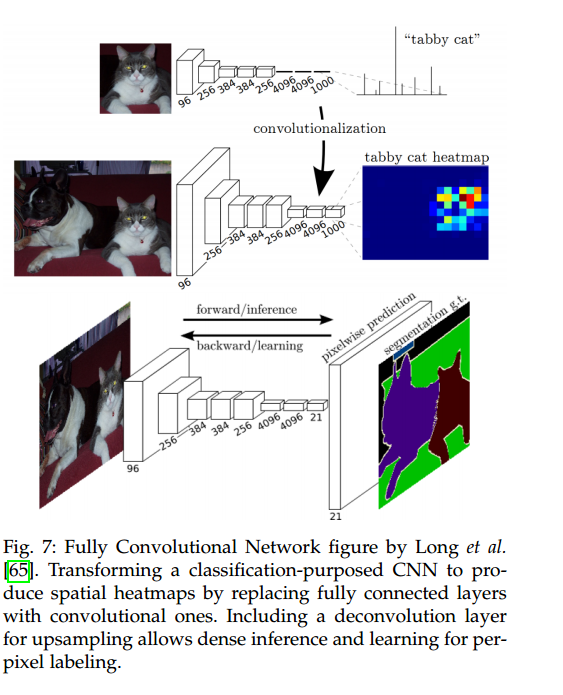 "tabby cat"
96 256 384 384 256 4096 4096 1000
convolutionalization
tabby cat heatmap
96 256 384 384 256 4096 4096 1000
forward/inference
backward/learning
pixelwise prediction
segmentation g.t.
96 256 384 384 256 4096 4096 21
21
Fig. 7: Fully Convolutional Network figure by Long et al.
[65]. Transforming a classification-purposed CNN to pro-
duce spatial heatmaps by replacing fully connected layers
with convolutional ones. Including a deconvolution layer
for upsampling allows dense inference and learning for per-
pixel labeling.